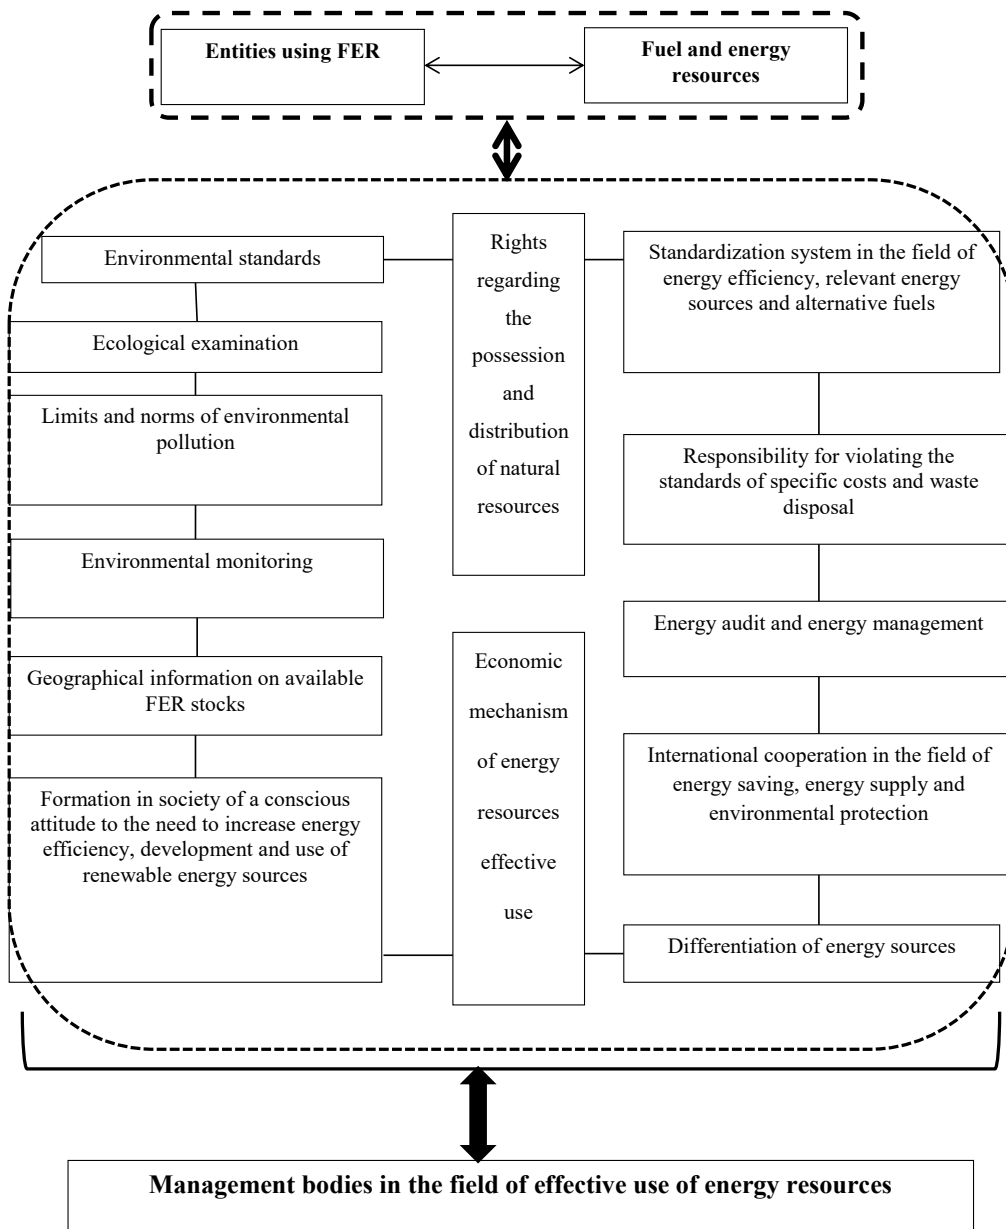 Entities using FER
Fuel and energy
resources
Environmental standards
Ecological examination
Limits and norms of environmental
pollution
Environmental monitoring
Geographical information on available
FER stocks
Formation in society of a conscious
attitude to the need to increase energy
efficiency, development and use of
renewable energy sources
Rights
regarding
the
possession
and
distribution
of natural
resources
Economic
mechanism
of energy
resources
effective
use
Standardization system in the field of
energy efficiency, relevant energy
sources and alternative fuels
Responsibility for violating the
standards of specific costs and waste
disposal
Energy audit and energy management
International cooperation in the field of
energy saving, energy supply and
environmental protection
Differentiation of energy sources
Management bodies in the field of effective use of energy resources